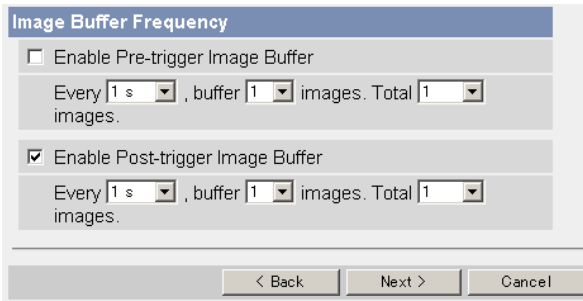 Image Buffer Frequency
Enable Pre-trigger Image Buffer
Every 1 s , buffer 1 images. Total 1
images.
Enable Post-trigger Image Buffer
Every 1 s , buffer 1 images. Total 1
images.
< Back Next > Cancel